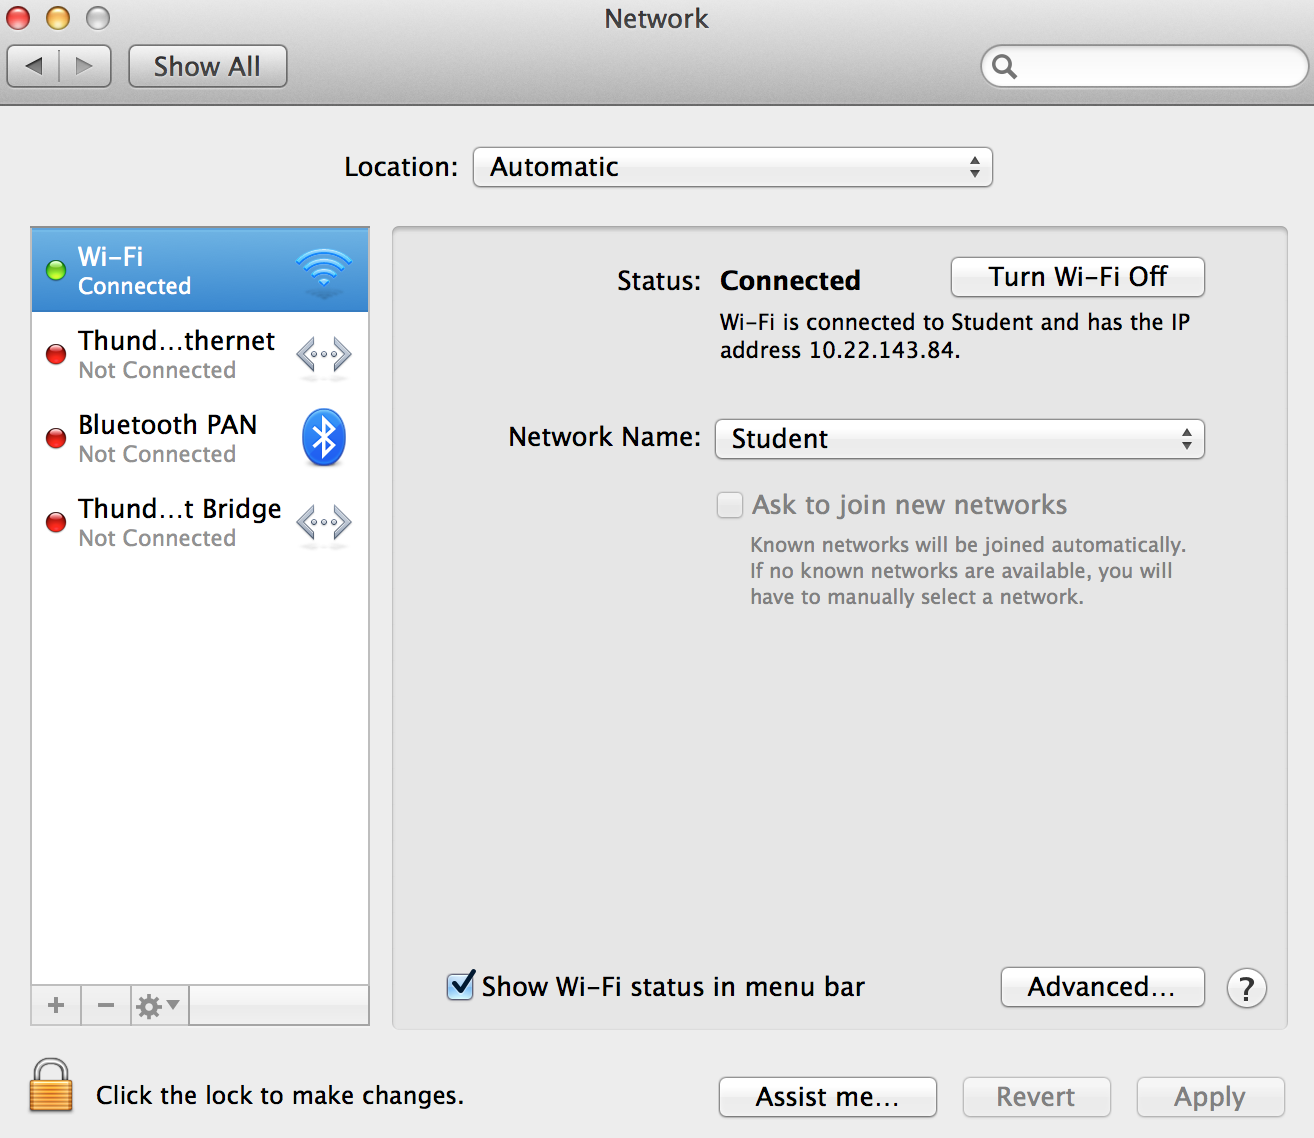 Network
Show All
Location: Automatic
Wi-Fi
Connected
Thund...thernet
Not Connected
Bluetooth PAN
Not Connected
Thund...t Bridge
Not Connected
Status: Connected
Turn Wi-Fi Off
Wi-Fi is connected to Student and has the IP
address 10.22.143.84.
Network Name: Student
Ask to join new networks
Known networks will be joined automatically.
If no known networks are available, you will
have to manually select a network.
Show Wi-Fi status in menu bar
Advanced...
?
Click the lock to make changes.
Assist me...
Revert
Apply